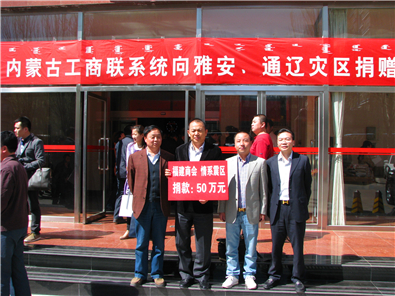 内蒙古工商联系统向雅安、通辽灾区捐赠
福建商会 情系震区
捐款：50万元